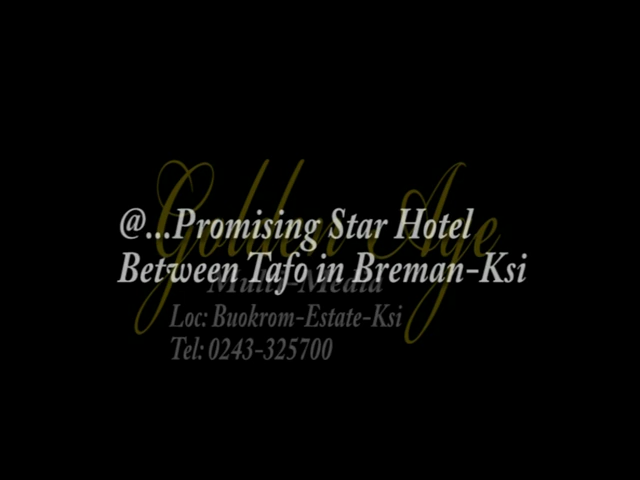 Golden Age
@...Promising Star Hotel
Between Tafo in Breman-Ksi
Multi-Media
Loc: Buokrom-Estate-Ksi
Tel: 0243-325700